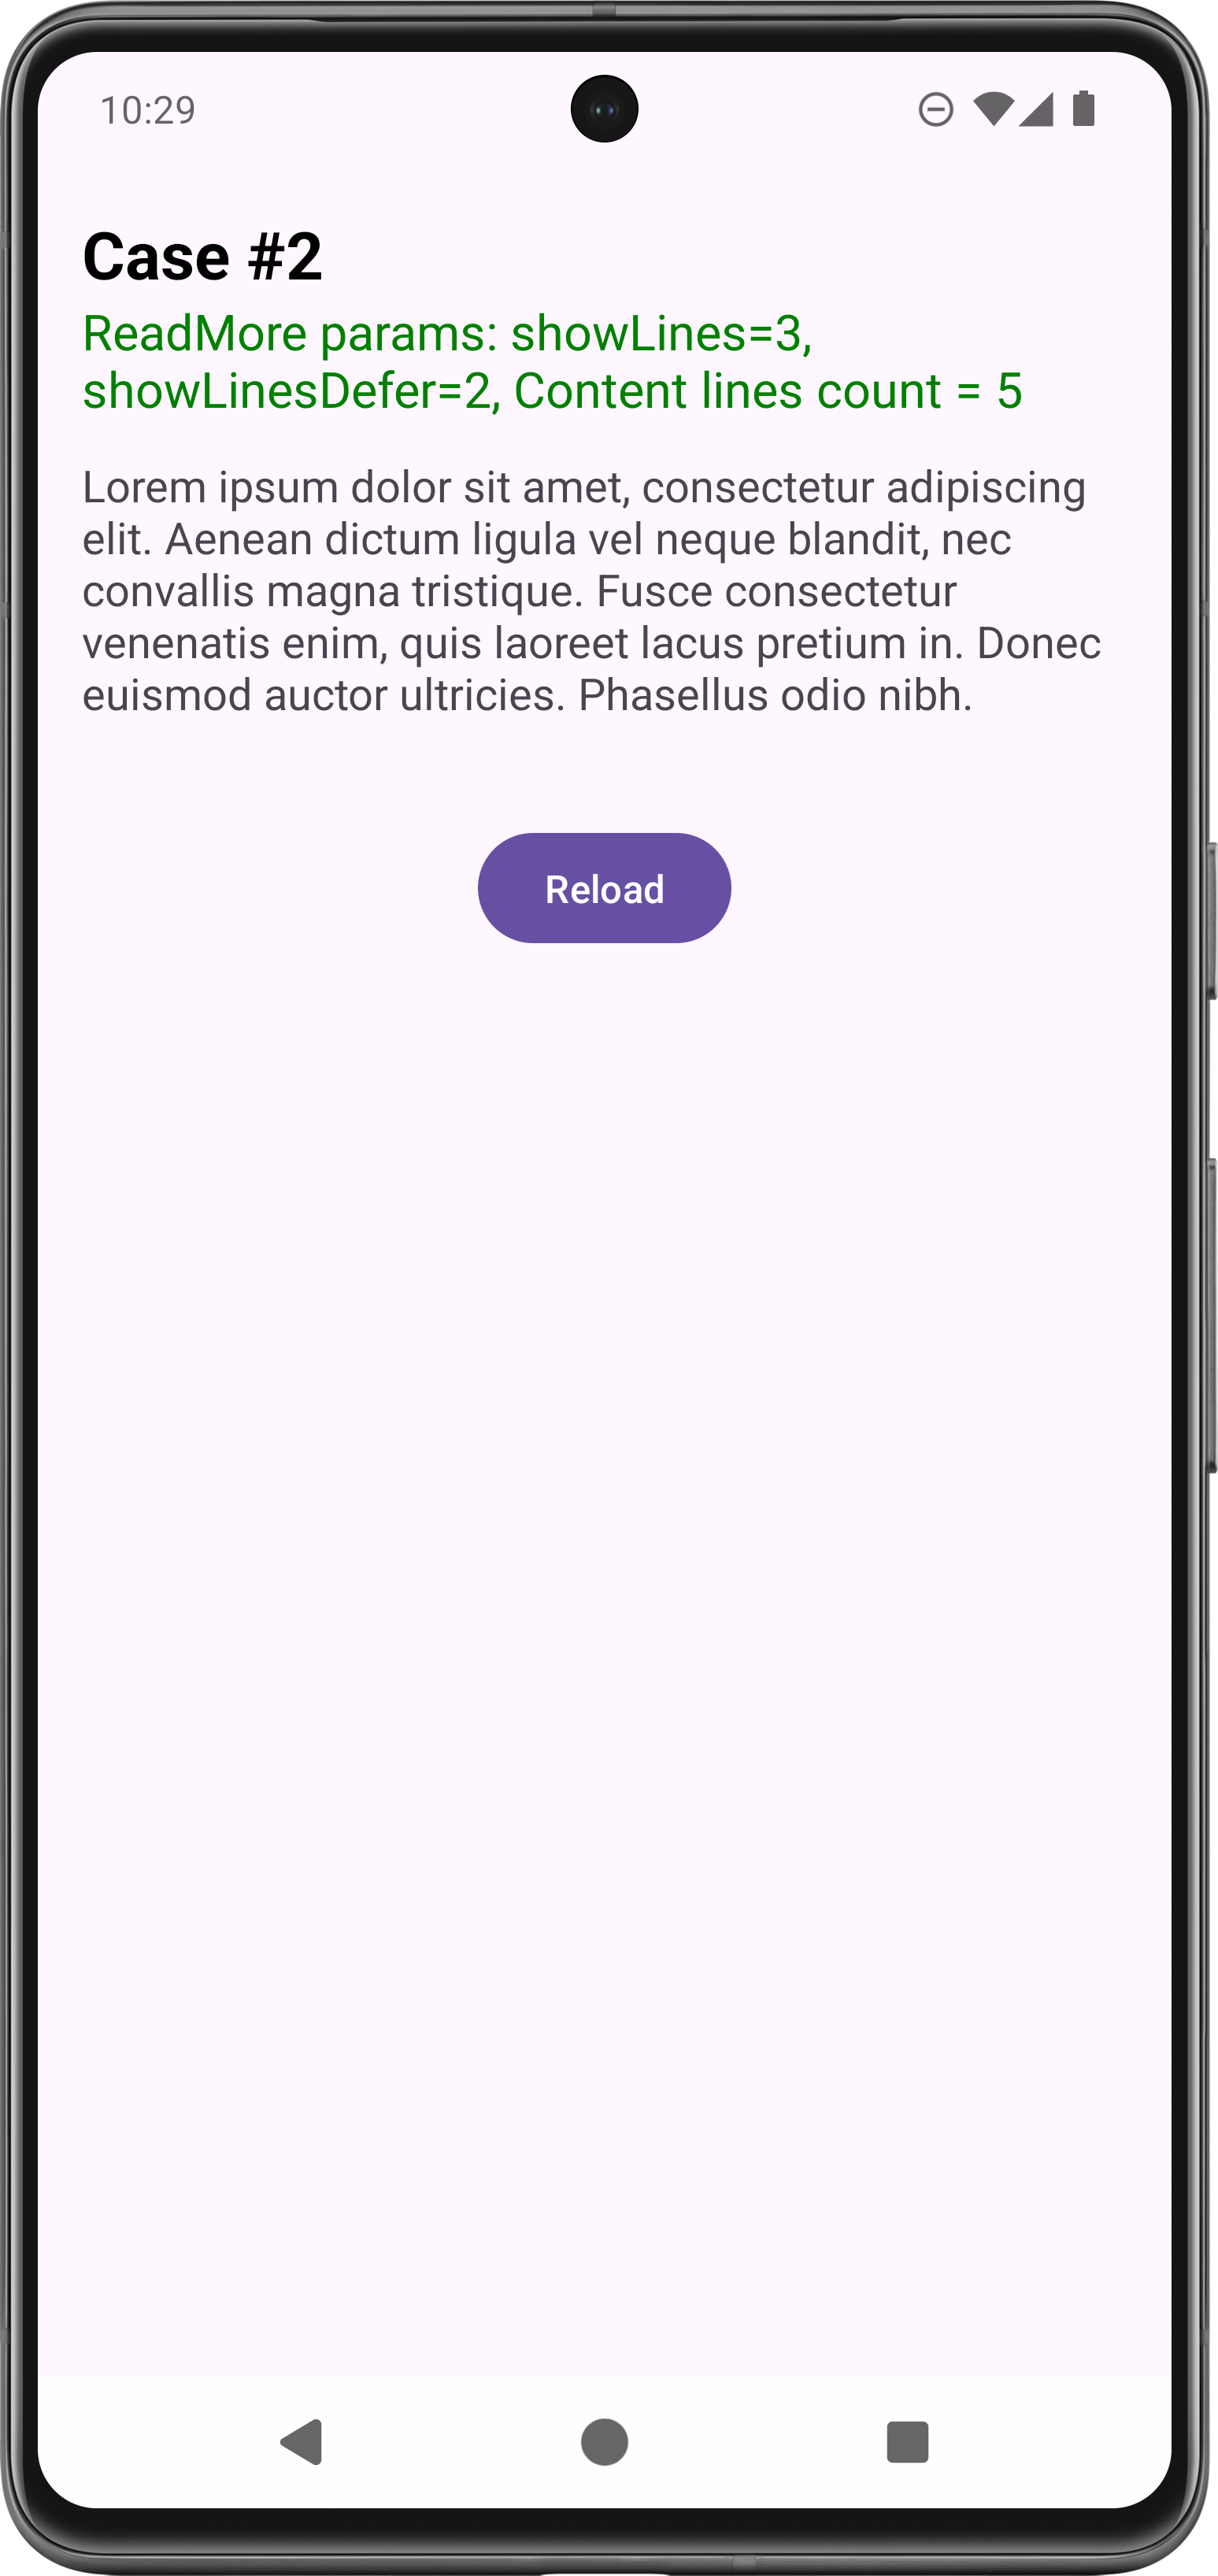 10:29
Case #2
ReadMore params: showLines=3,
showLinesDefer=2, Content lines count = 5
Lorem ipsum dolor sit amet, consectetur adipiscing
elit. Aenean dictum ligula vel neque blandit, nec
convallis magna tristique. Fusce consectetur
venenatis enim, quis laoreet lacus pretium in. Donec
euismod auctor ultricies. Phasellus odio nibh.
Reload